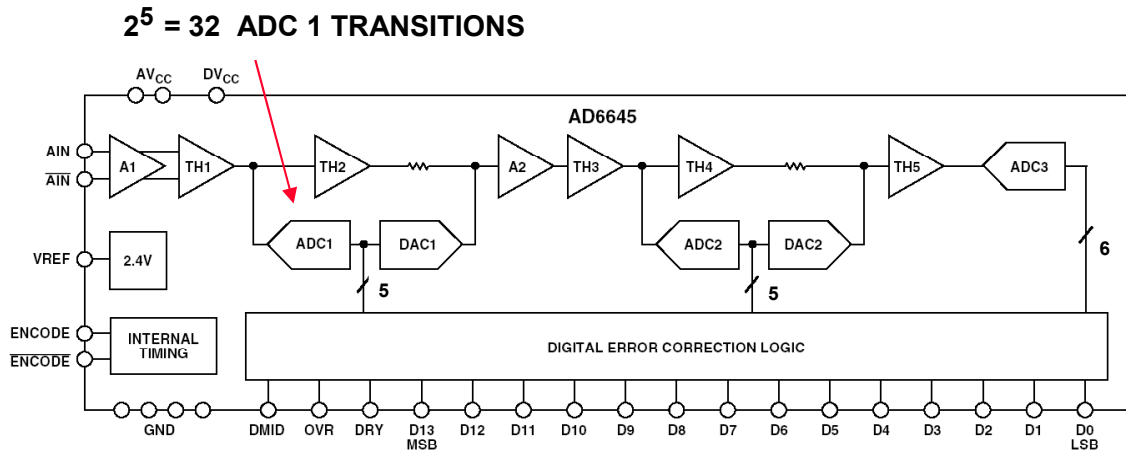 2⁵ = 32 ADC 1 TRANSITIONS
AVCC DVCC
AD6645
AIN
AIN
A1 TH1 TH2 A2 TH3 TH4 TH5 ADC3
ADC1 DAC1 ADC2 DAC2
VREF 2.4V
5 5 6
ENCODE
ENCODE
INTERNAL
TIMING
DIGITAL ERROR CORRECTION LOGIC
GND DMID OVR DRY D13 D12 D11 D10 D9 D8 D7 D6 D5 D4 D3 D2 D1 D0
MSB LSB